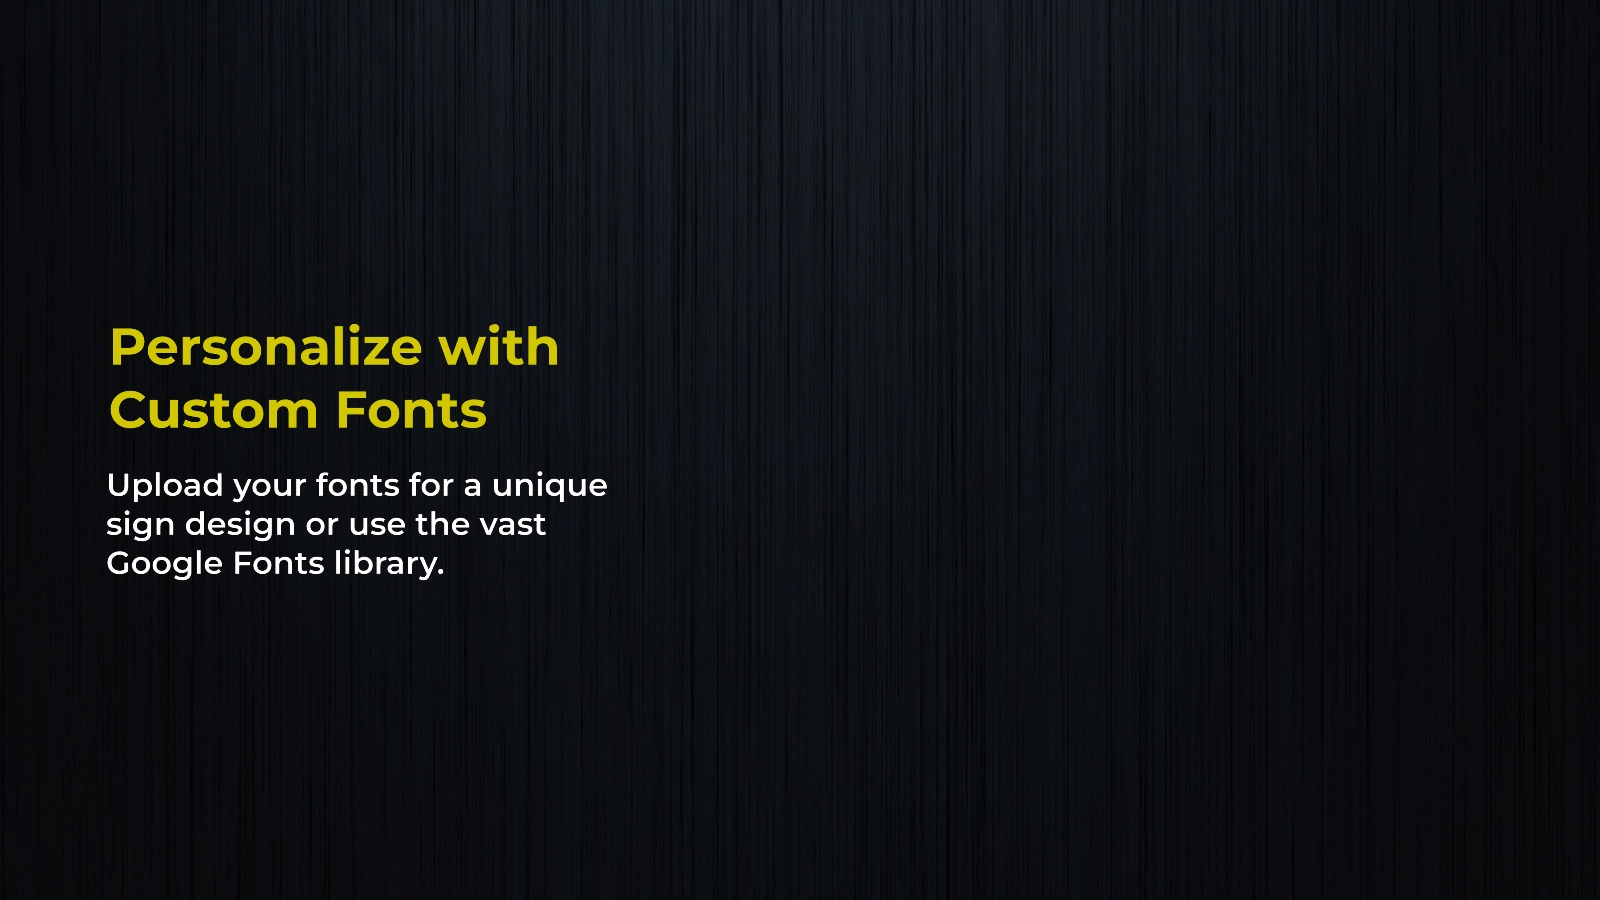 Personalize with
Custom Fonts
Upload your fonts for a unique
sign design or use the vast
Google Fonts library.